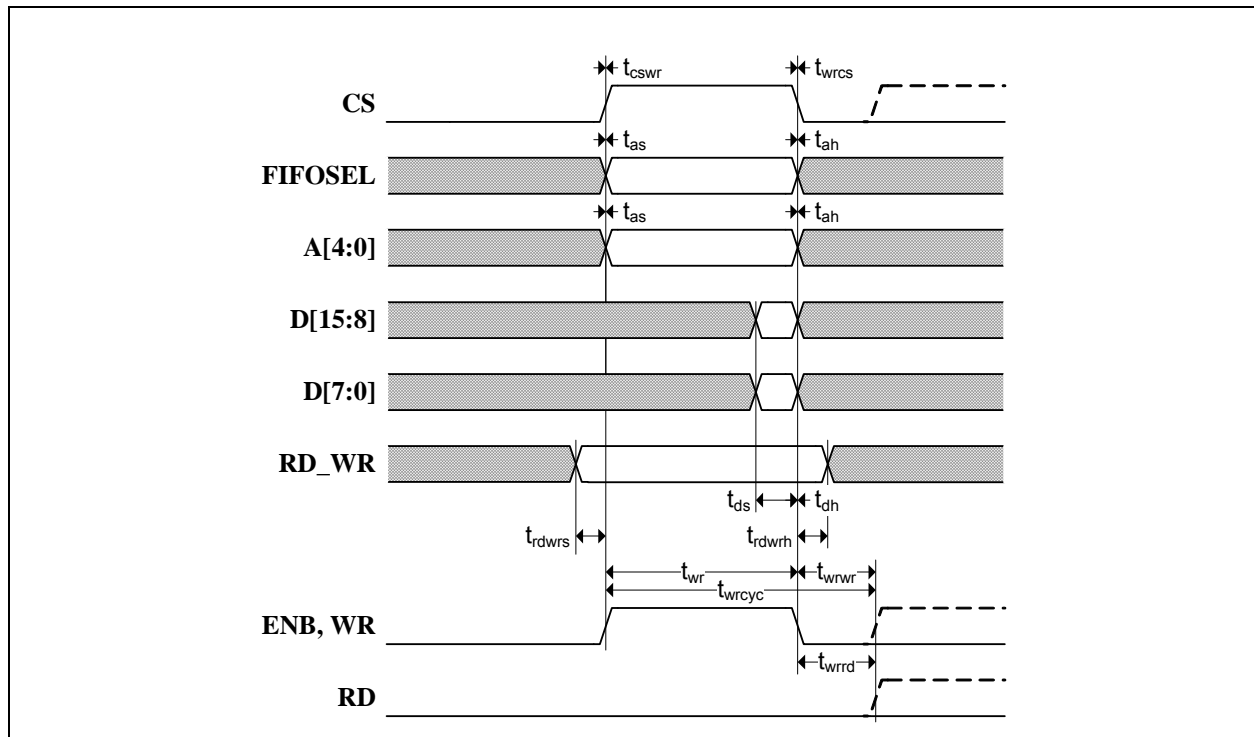 t_cswr t_wrcs
CS
t_as t_ah
FIFOSEL
t_as t_ah
A[4:0]
D[15:8]
D[7:0]
RD_WR
t_ds t_dh
t_rdwrs t_rdwrh
t_wr t_wrwr
t_wrcyc
ENB, WR
t_wrrd
RD